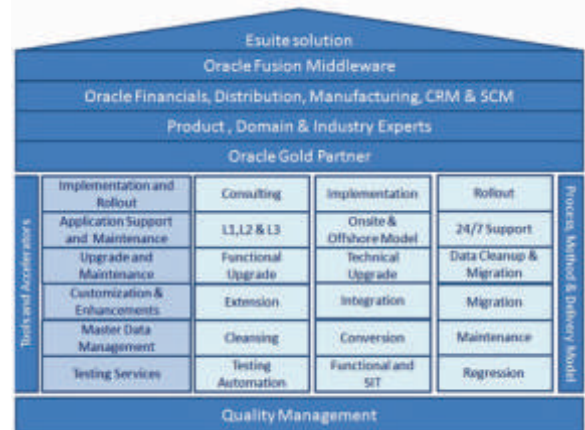 Esuite solution
Oracle Fusion Middleware
Oracle Financials, Distribution, Manufacturing, CRM & SCM
Product , Domain & Industry Experts
Oracle Gold Partner
Tools and Accelerators
Implementation and
Rollout
Consulting
Implementation
Rollout
Application Support
and Maintenance
L1,L2 & L3
Onsite &
Offshore Model
24/7 Support
Upgrade and
Maintenance
Functional
Upgrade
Technical
Upgrade
Data Cleanup &
Migration
Customization &
Enhancements
Extension
Integration
Migration
Master Data
Management
Cleansing
Conversion
Maintenance
Testing Services
Testing
Automation
Functional and
SIT
Regression
Process, Method & Delivery Model
Quality Management